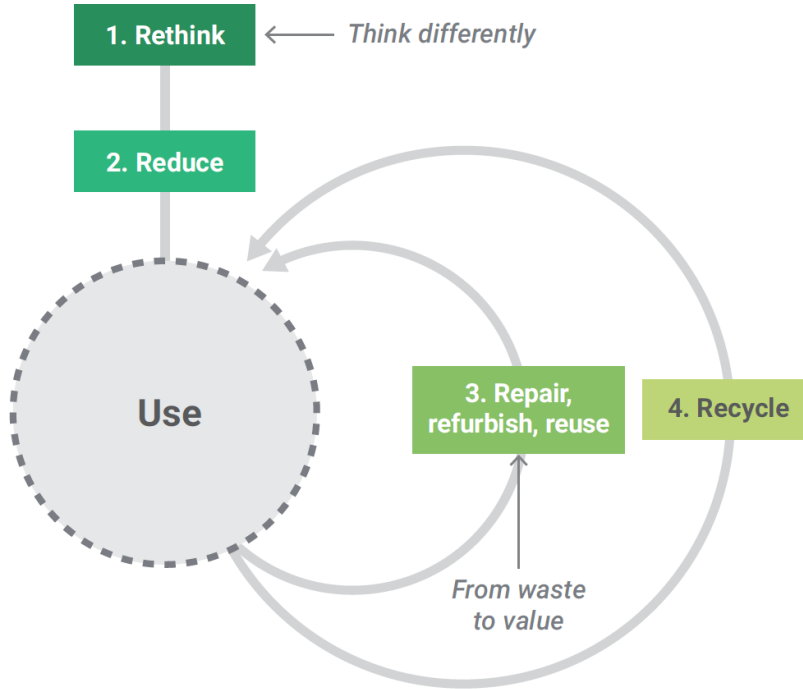 1. Rethink
Think differently
2. Reduce
Use
3. Repair,
refurbish, reuse
4. Recycle
From waste
to value